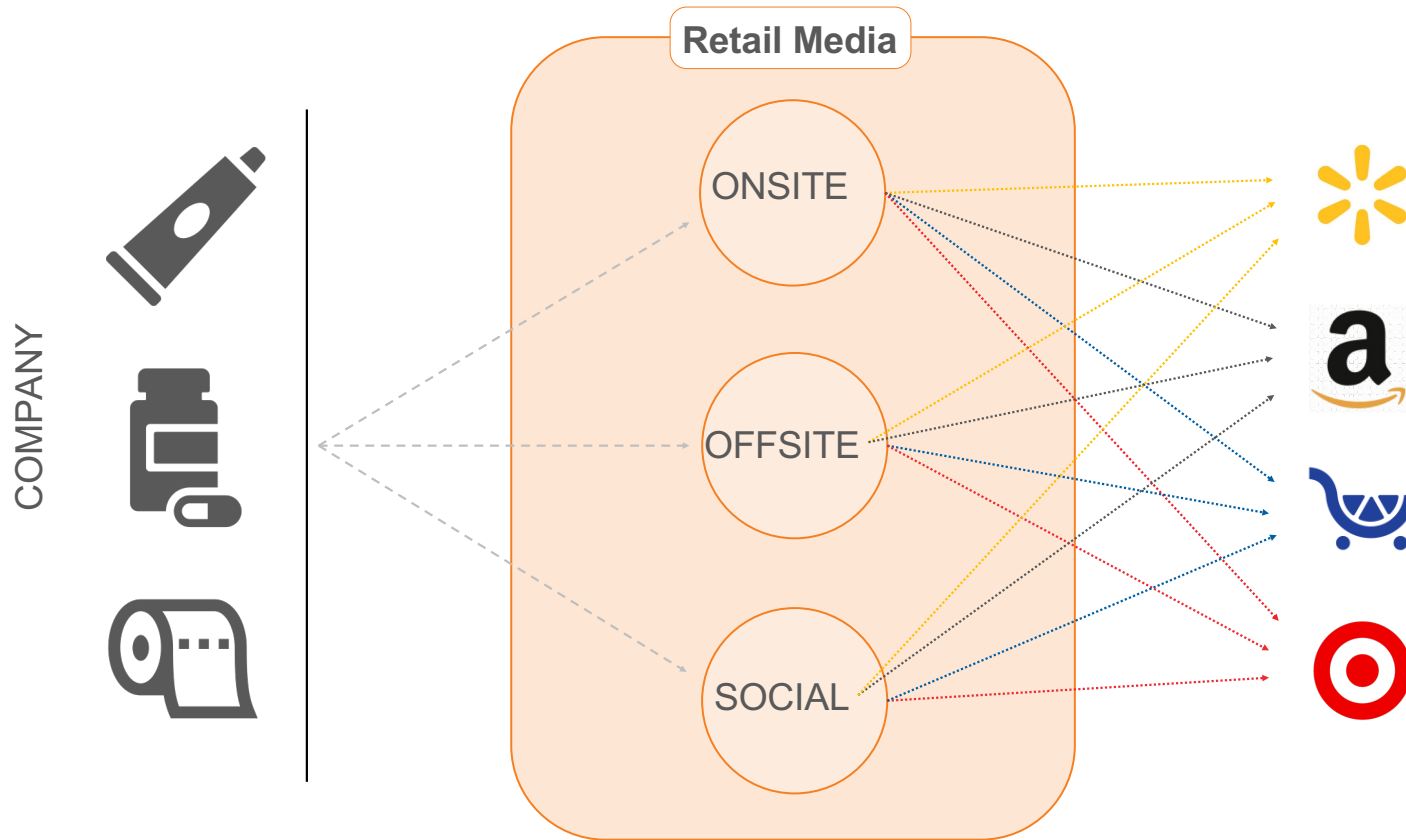 Retail Media
COMPANY
ONSITE
OFFSITE
SOCIAL
a